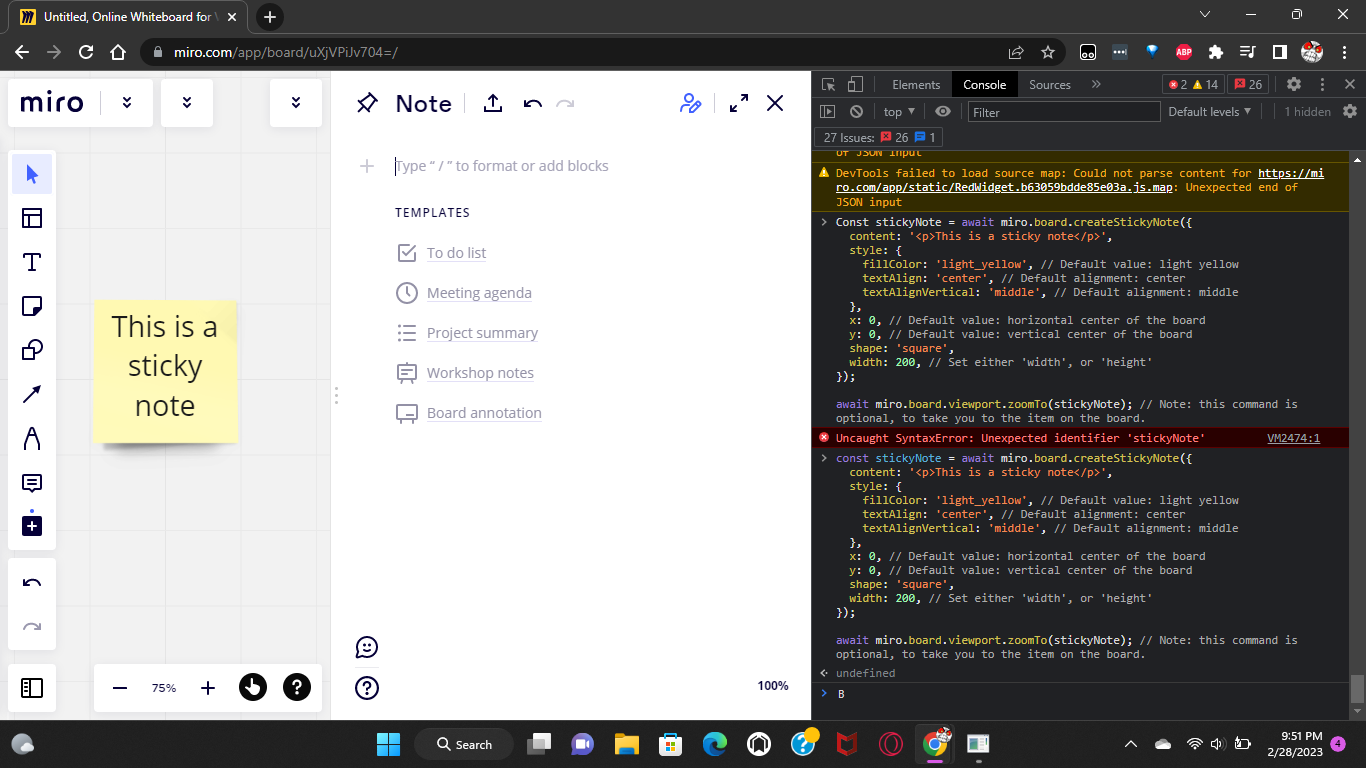 Untitled, Online Whiteboard for V
miro.com/app/board/uXjVPiJv704=/
ABP
miro
Note
Type “ / ” to format or add blocks
TEMPLATES
To do list
Meeting agenda
Project summary
Workshop notes
Board annotation
This is a
sticky
note
75%
100%
Elements
Console
Sources
2
14
26
top
Filter
Default levels
1 hidden
27 Issues:
26
1
of JSON input
DevTools failed to load source map: Could not parse content for https://mi
ro.com/app/static/RedWidget.b63059bdde85e03a.js.map: Unexpected end of
JSON input
Const stickyNote = await miro.board.createStickyNote({
content: '<p>This is a sticky note</p>',
style: {
fillColor: 'light_yellow', // Default value: light yellow
textAlign: 'center', // Default alignment: center
textAlignVertical: 'middle', // Default alignment: middle
},
x: 0, // Default value: horizontal center of the board
y: 0, // Default value: vertical center of the board
shape: 'square',
width: 200, // Set either 'width', or 'height'
});
await miro.board.viewport.zoomTo(stickyNote); // Note: this command is
optional, to take you to the item on the board.
Uncaught SyntaxError: Unexpected identifier 'stickyNote'
VM2474:1
const stickyNote = await miro.board.createStickyNote({
content: '<p>This is a sticky note</p>',
style: {
fillColor: 'light_yellow', // Default value: light yellow
textAlign: 'center', // Default alignment: center
textAlignVertical: 'middle', // Default alignment: middle
},
x: 0, // Default value: horizontal center of the board
y: 0, // Default value: vertical center of the board
shape: 'square',
width: 200, // Set either 'width', or 'height'
});
await miro.board.viewport.zoomTo(stickyNote); // Note: this command is
optional, to take you to the item on the board.
undefined
B
Search
9:51 PM
2/28/2023
4